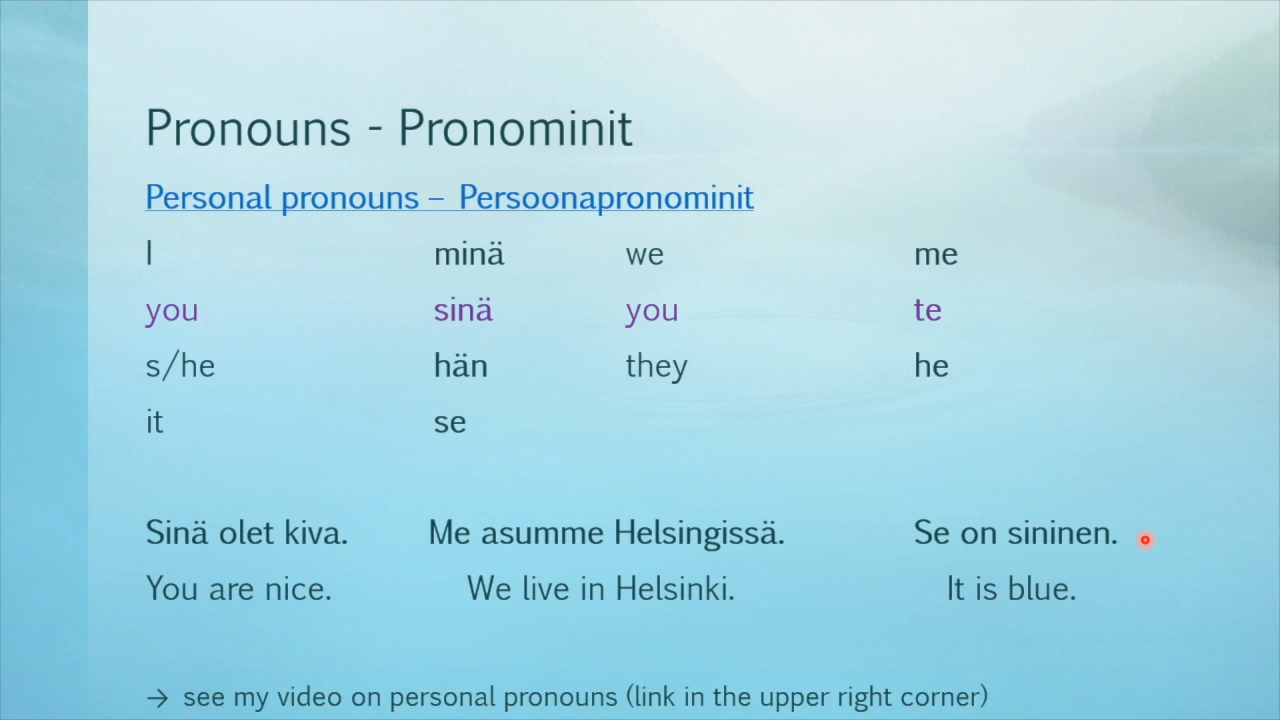 Pronouns - Pronominit
Personal pronouns – Persoonapronominit
I minä we me
you sinä you te
s/he hän they he
it se
Sinä olet kiva. Me asumme Helsingissä. Se on sininen.
You are nice. We live in Helsinki. It is blue.
→ see my video on personal pronouns (link in the upper right corner)